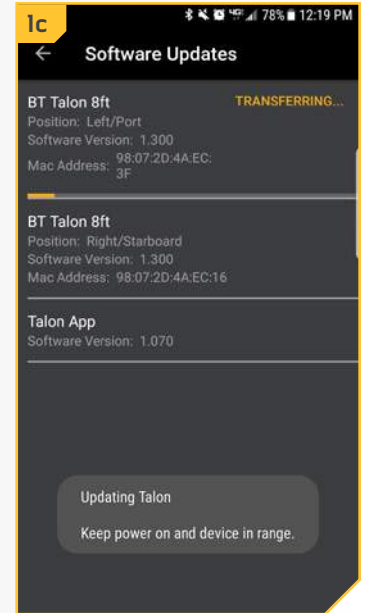 1c
78% 12:19 PM
Software Updates
BT Talon 8ft TRANSFERRING...
Position: Left/Port
Software Version: 1.300
Mac Address: 98:07:2D:4A:EC:
3F
BT Talon 8ft
Position: Right/Starboard
Software Version: 1.300
Mac Address: 98:07:2D:4A:EC:16
Talon App
Software Version: 1.070
Updating Talon
Keep power on and device in range.